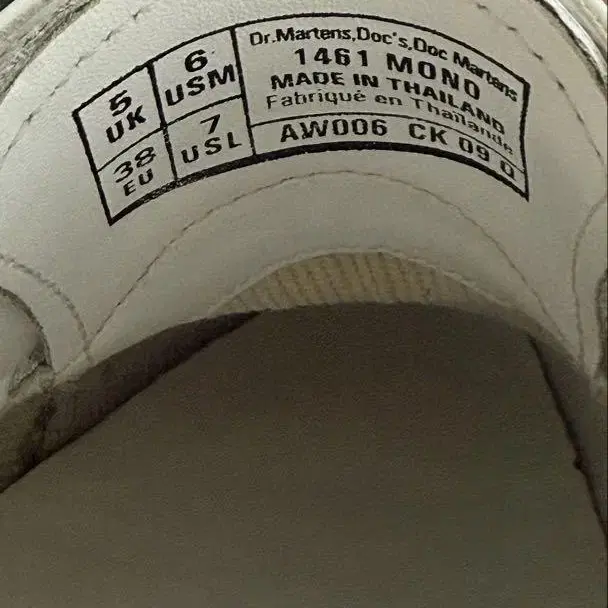 5
UK
6
USM
38
EU
7
USL
Dr.Martens,Doc's,Doc Martens
1461 MONO
MADE IN THAILAND
Fabriqué en Thaïlande
AW006 CK 09 Q